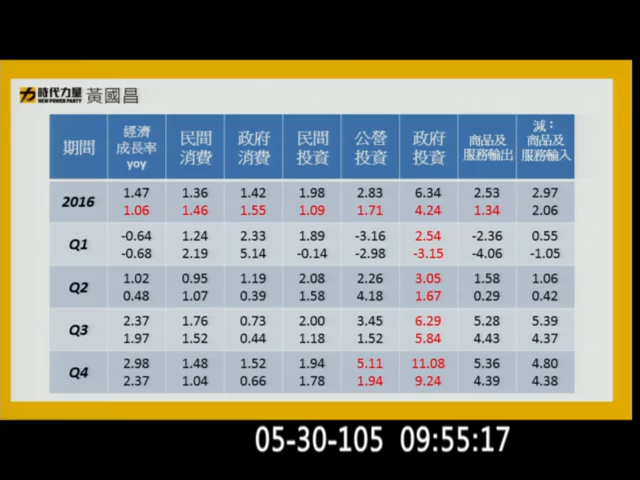 力 時代力量 黃國昌
NEW POWER PARTY
期間 經濟成長率yoy 民間消費 政府消費 民間投資 公營投資 政府投資 商品及服務輸出 減：商品及服務輸入
2016 1.47 1.36 1.42 1.98 2.83 6.34 2.53 2.97
1.06 1.46 1.55 1.09 1.71 4.24 1.34 2.06
Q1 -0.64 1.24 2.33 1.89 -3.16 2.54 -2.36 0.55
-0.68 2.19 5.14 -0.14 -2.98 -3.15 -4.06 -1.05
Q2 1.02 0.95 1.19 2.08 2.26 3.05 1.58 1.06
0.48 1.07 0.39 1.58 4.18 1.67 0.29 0.42
Q3 2.37 1.76 0.73 2.00 3.45 6.29 5.28 5.39
1.97 1.52 0.44 1.18 1.52 5.84 4.43 4.37
Q4 2.98 1.48 1.52 1.94 5.11 11.08 5.36 4.80
2.37 1.04 0.66 1.78 1.94 9.24 4.39 4.38
05-30-105 09:55:17